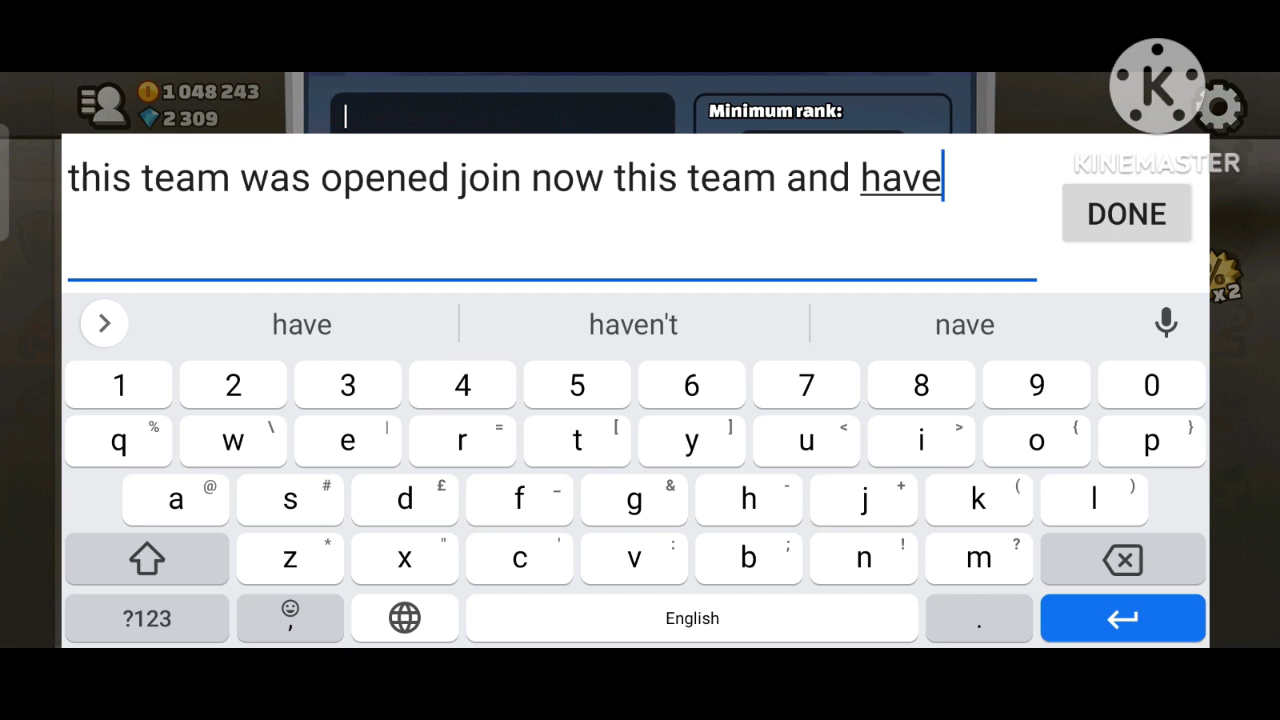 1 048 243
2 309
Minimum rank:
K
KINEMASTER
this team was opened join now this team and have
DONE
x2
have haven't nave
1 2 3 4 5 6 7 8 9 0
q % w \ e | r = t [ y ] u < i > o { p }
a @ s # d £ f _ g & h - j + k ( l )
z * x " c ' v : b ; n ! m ?
?123 , English .